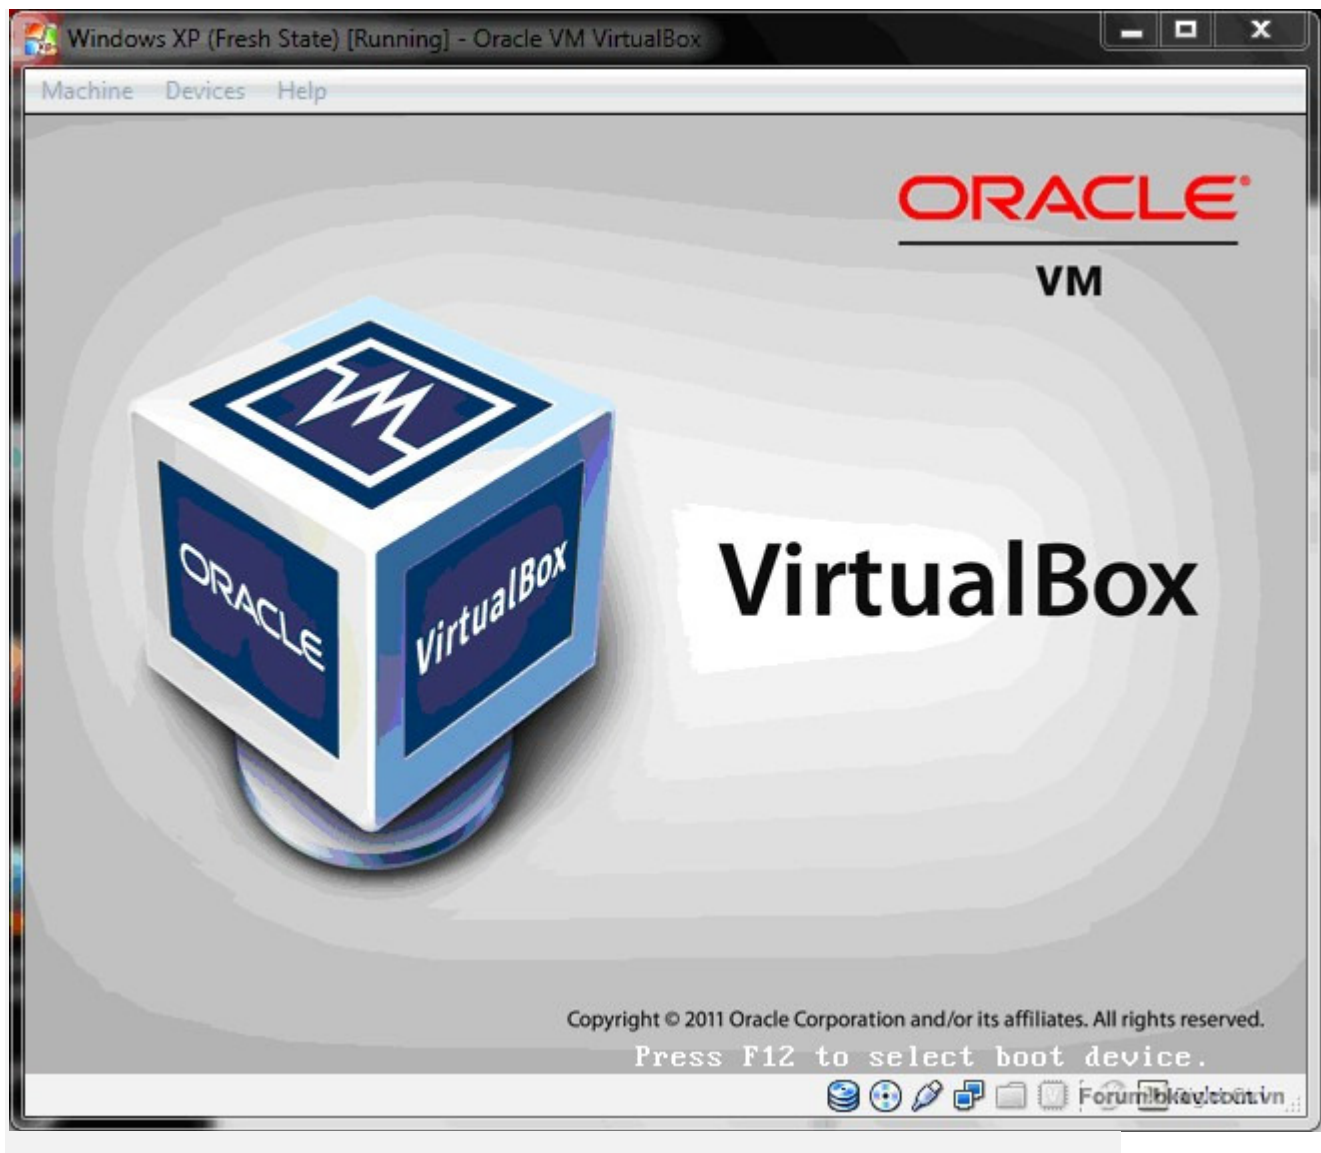 Windows XP (Fresh State) [Running] - Oracle VM VirtualBox
Machine Devices Help
ORACLE®
VM
ORACLE
VirtualBox
VirtualBox
Copyright © 2011 Oracle Corporation and/or its affiliates. All rights reserved.
Press F12 to select boot device.